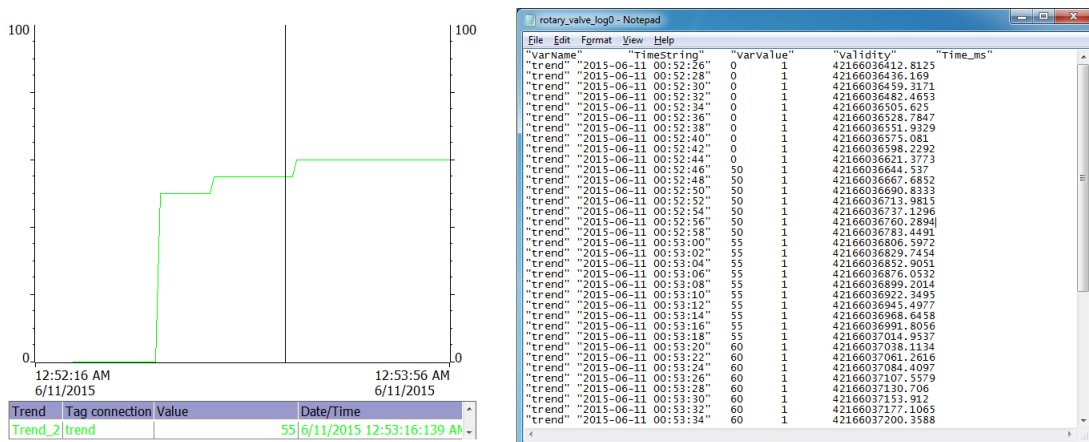 100
100
0
0
12:52:16 AM
6/11/2015
12:53:56 AM
6/11/2015
Trend Tag connection Value Date/Time
Trend_2 trend 55 6/11/2015 12:53:16:139 AM
rotary_valve_log0 - Notepad
File Edit Format View Help
"VarName" "TimeString" "VarValue" "Validity" "Time_ms"
"trend" "2015-06-11 00:52:26" 0 1 42166036412.8125
"trend" "2015-06-11 00:52:28" 0 1 42166036436.169
"trend" "2015-06-11 00:52:30" 0 1 42166036459.3171
"trend" "2015-06-11 00:52:32" 0 1 42166036482.4653
"trend" "2015-06-11 00:52:34" 0 1 42166036505.625
"trend" "2015-06-11 00:52:36" 0 1 42166036528.7847
"trend" "2015-06-11 00:52:38" 0 1 42166036551.9329
"trend" "2015-06-11 00:52:40" 0 1 42166036575.081
"trend" "2015-06-11 00:52:42" 0 1 42166036598.2292
"trend" "2015-06-11 00:52:44" 0 1 42166036621.3773
"trend" "2015-06-11 00:52:46" 50 1 42166036644.537
"trend" "2015-06-11 00:52:48" 50 1 42166036667.6852
"trend" "2015-06-11 00:52:50" 50 1 42166036690.8333
"trend" "2015-06-11 00:52:52" 50 1 42166036713.9815
"trend" "2015-06-11 00:52:54" 50 1 42166036737.1296
"trend" "2015-06-11 00:52:56" 50 1 42166036760.2894
"trend" "2015-06-11 00:52:58" 50 1 42166036783.4491
"trend" "2015-06-11 00:53:00" 55 1 42166036806.5972
"trend" "2015-06-11 00:53:02" 55 1 42166036829.7454
"trend" "2015-06-11 00:53:04" 55 1 42166036852.9051
"trend" "2015-06-11 00:53:06" 55 1 42166036876.0532
"trend" "2015-06-11 00:53:08" 55 1 42166036899.2014
"trend" "2015-06-11 00:53:10" 55 1 42166036922.3495
"trend" "2015-06-11 00:53:12" 55 1 42166036945.4977
"trend" "2015-06-11 00:53:14" 55 1 42166036968.6458
"trend" "2015-06-11 00:53:16" 55 1 42166036991.8056
"trend" "2015-06-11 00:53:18" 55 1 42166037014.9537
"trend" "2015-06-11 00:53:20" 60 1 42166037038.1134
"trend" "2015-06-11 00:53:22" 60 1 42166037061.2616
"trend" "2015-06-11 00:53:24" 60 1 42166037084.4097
"trend" "2015-06-11 00:53:26" 60 1 42166037107.5579
"trend" "2015-06-11 00:53:28" 60 1 42166037130.706
"trend" "2015-06-11 00:53:30" 60 1 42166037153.912
"trend" "2015-06-11 00:53:32" 60 1 42166037177.1065
"trend" "2015-06-11 00:53:34" 60 1 42166037200.3588